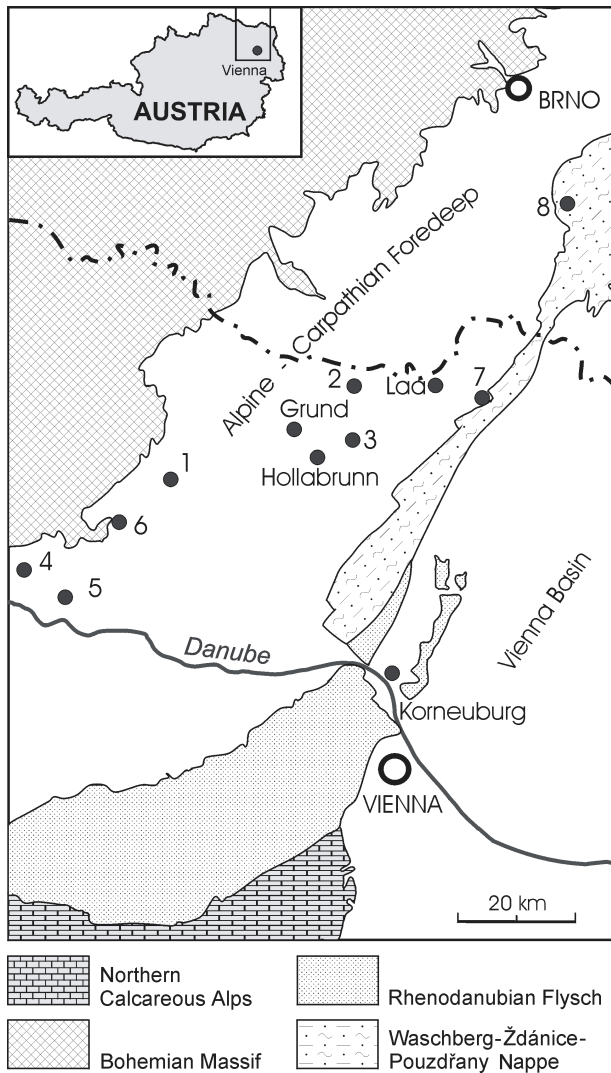 Vienna
AUSTRIA
BRNO
8
Alpine - Carpathian Foredeep
2
Laa
7
Grund
3
Hollabrunn
1
6
4
5
Vienna Basin
Danube
Korneuburg
VIENNA
20 km
Northern
Calcareous Alps
Rhenodanubian Flysch
Bohemian Massif
Waschberg-Ždánice-
Pouzdřany Nappe